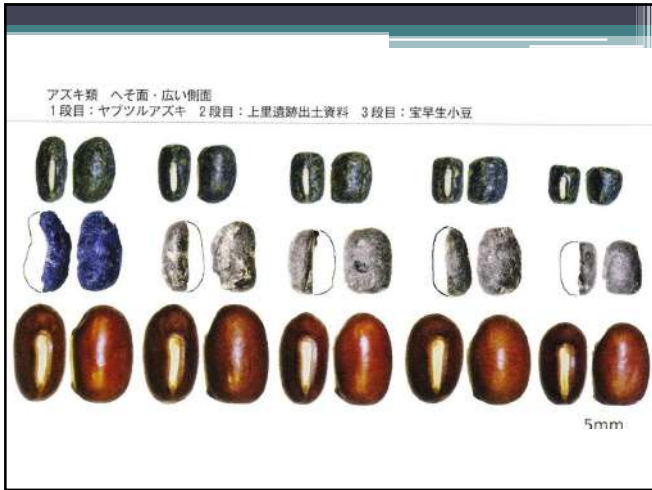 アズキ類 へそ面・広い側面
1段目：ヤブツルアズキ 2段目：上里遺跡出土資料 3段目：宝早生小豆
5mm